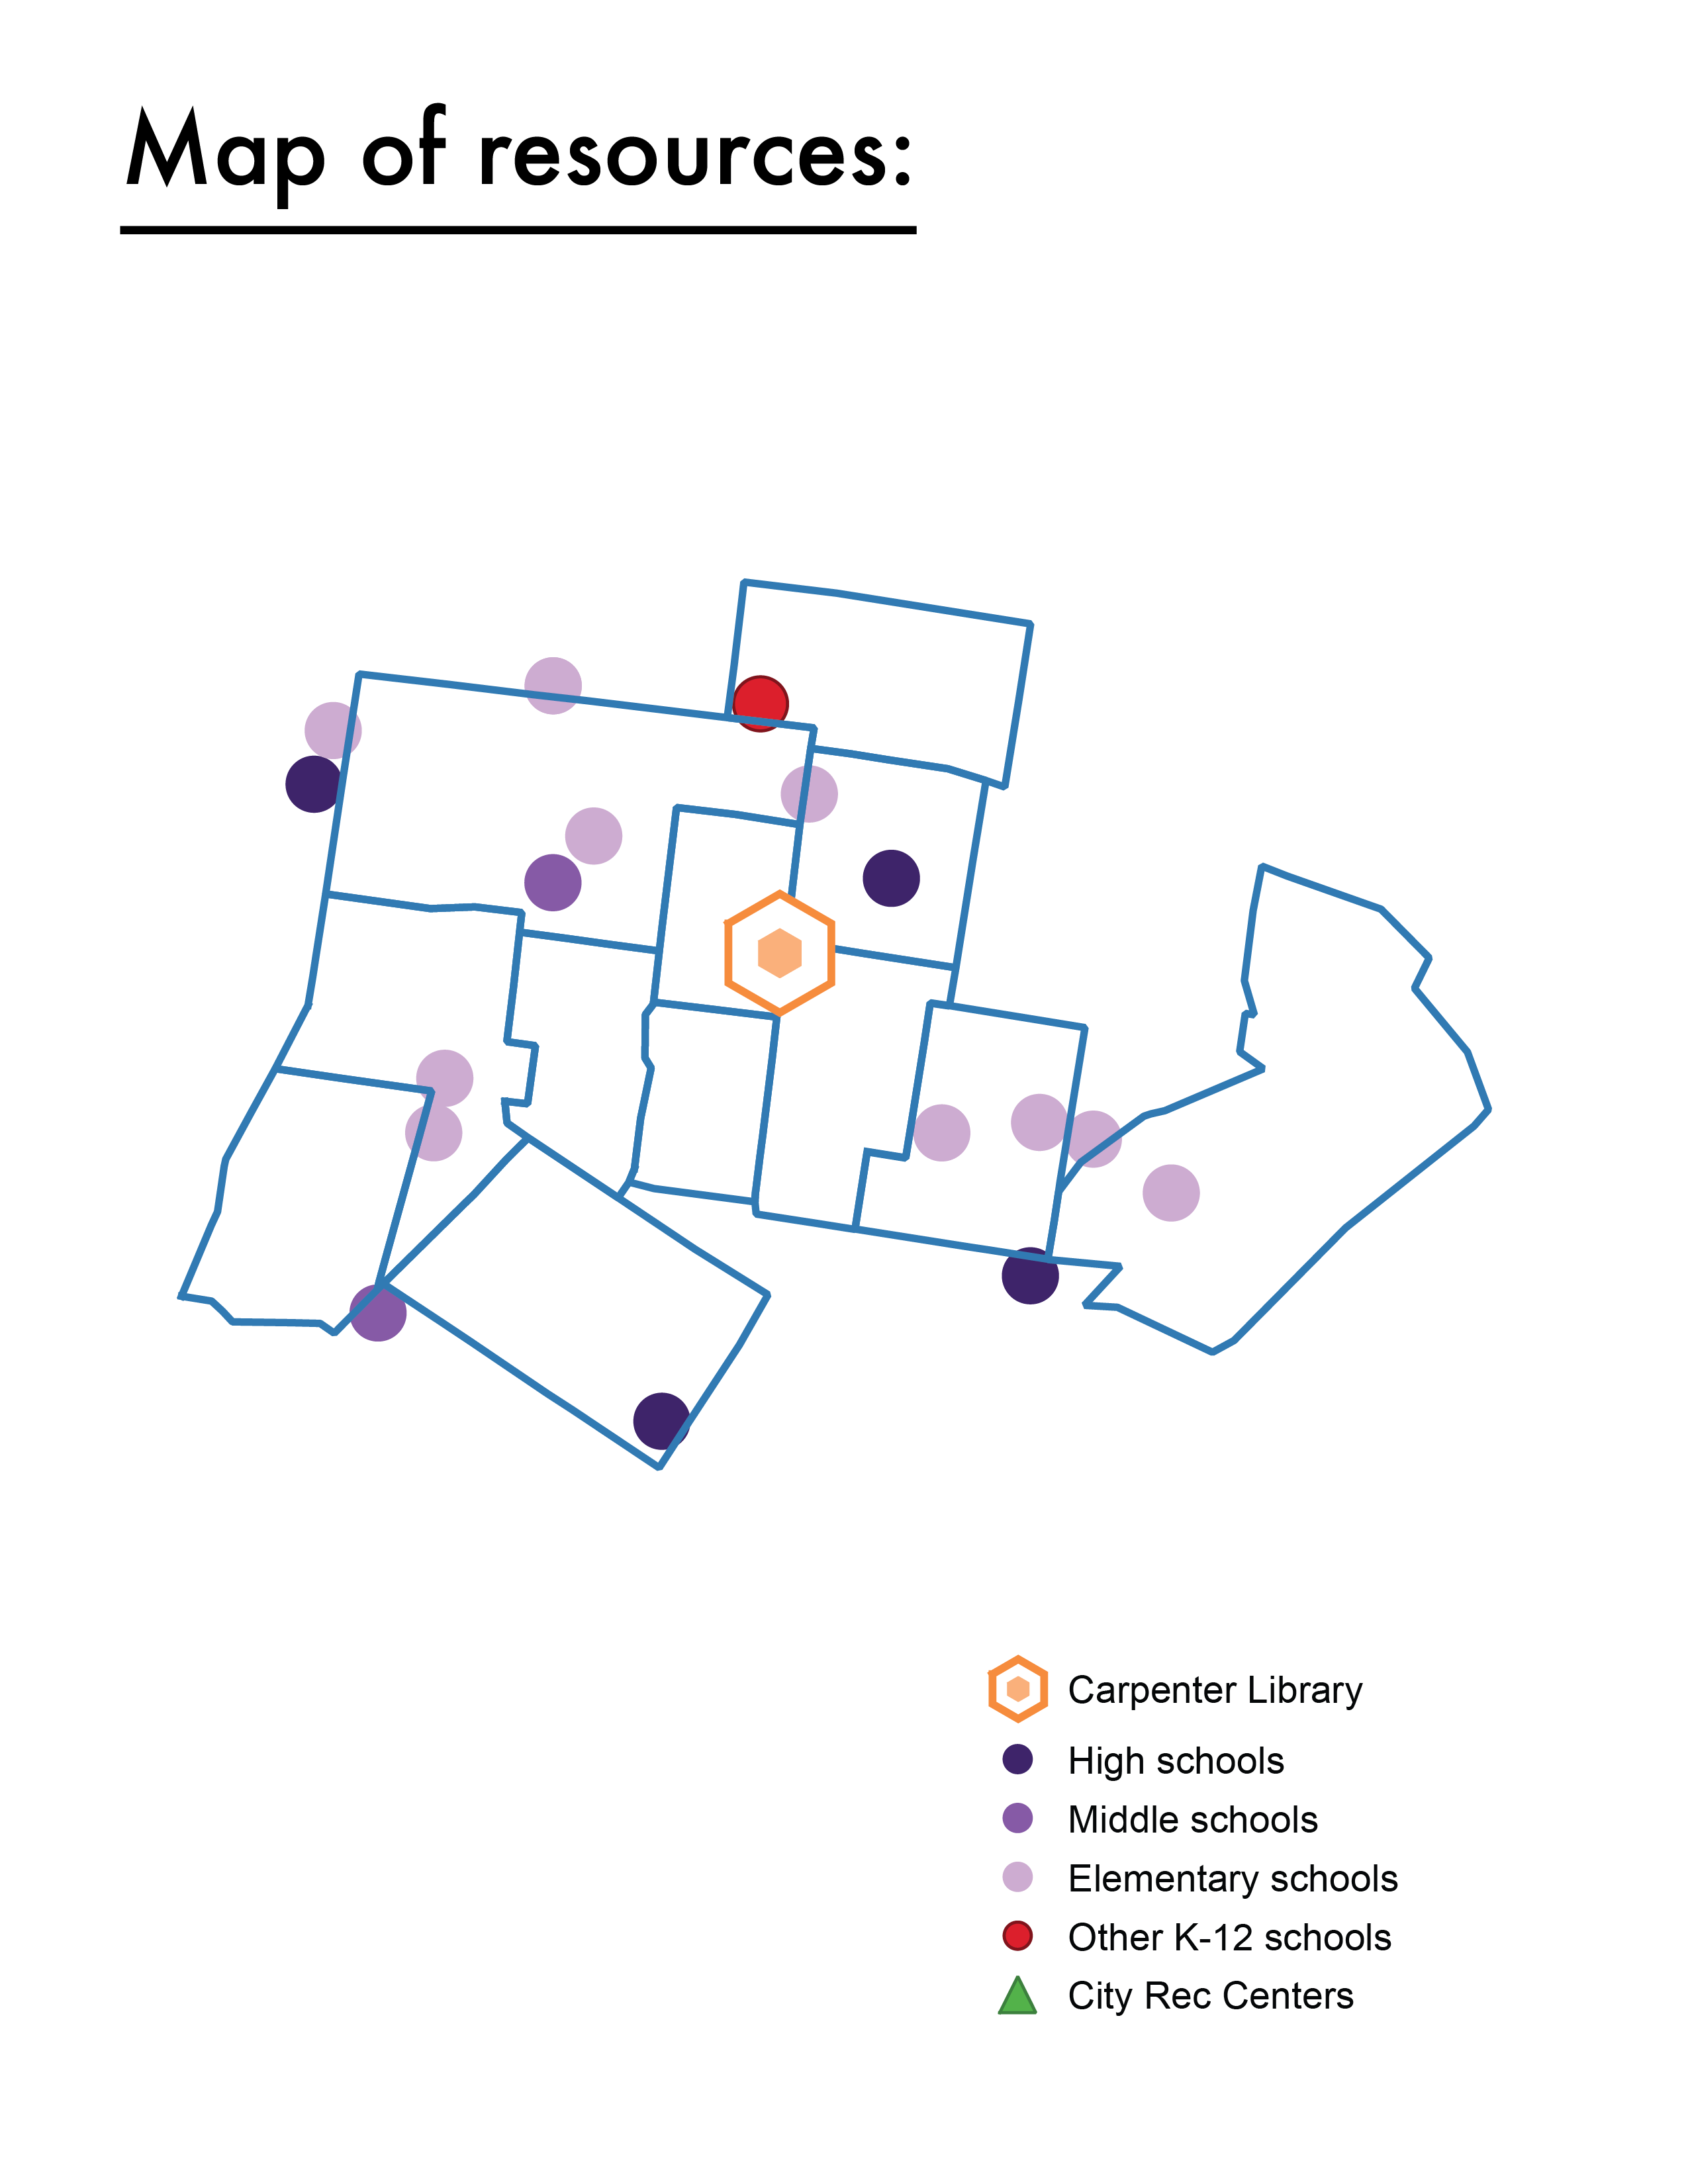 Map of resources:
Carpenter Library
High schools
Middle schools
Elementary schools
Other K-12 schools
City Rec Centers